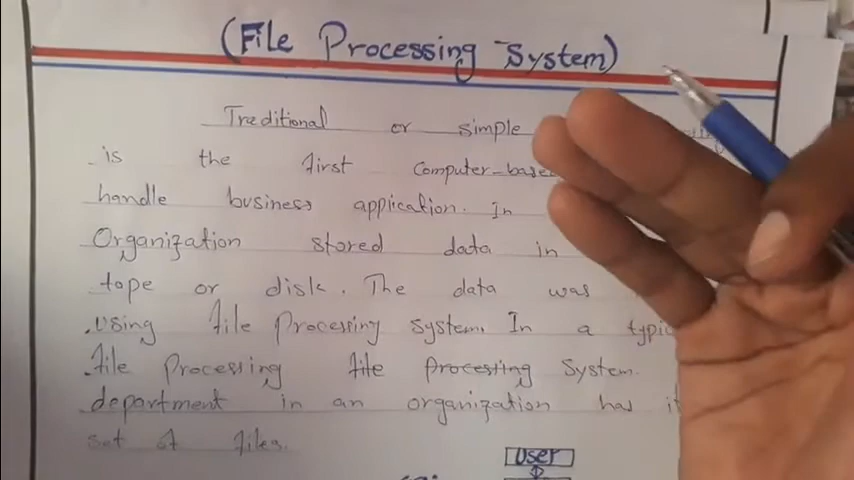 (File Processing System)
Traditional or simple
is the first Computer-base
handle business application. In
Organization stored data in
tape or disk. The data was
using file Processing system. In a typic
file Processing file processing System.
department in an organization has it
set of files.
USER